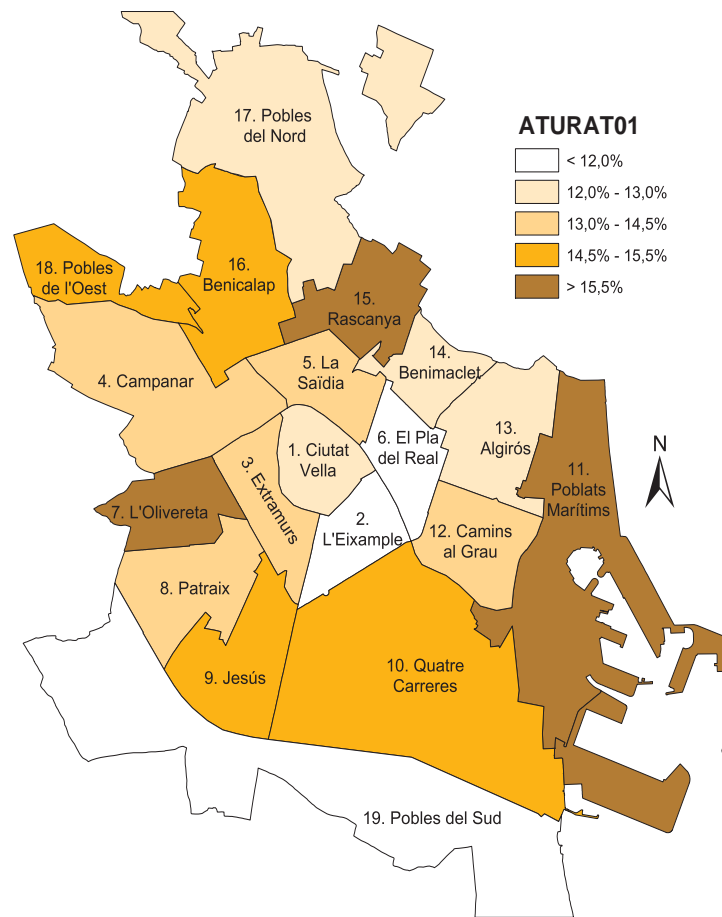 17. Pobles
del Nord
ATURAT01
< 12,0%
12,0% - 13,0%
13,0% - 14,5%
14,5% - 15,5%
> 15,5%
18. Pobles
de l'Oest
16.
Benicalap
15.
Rascanya
14.
Benimaclet
5. La
Saïdia
4. Campanar
13.
Algirós
6. El Pla
del Real
1. Ciutat
Vella
3. Extramurs
N
11.
Poblats
Marítims
7. L'Olivereta
2.
L'Eixample
12. Camins
al Grau
8. Patraix
9. Jesús
10. Quatre
Carreres
19. Pobles del Sud